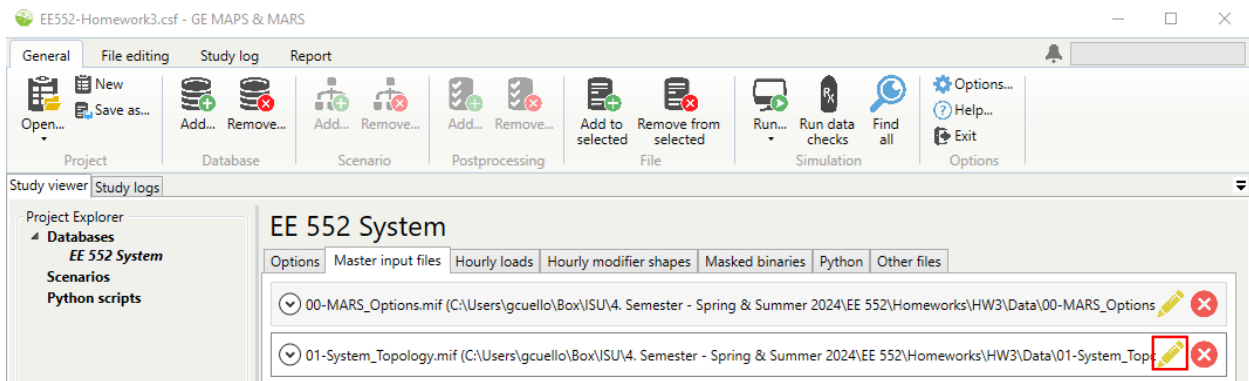 EE552-Homework3.csf - GE MAPS & MARS
General File editing Study log Report
Open...
New
Save as...
Project
Add... Remove...
Database
Add... Remove...
Scenario
Add... Remove...
Postprocessing
Add to selected
Remove from selected
File
Run...
Run data checks
Find all
Simulation
Options...
Help...
Exit
Options
Study viewer Study logs
Project Explorer
Databases
EE 552 System
Scenarios
Python scripts
EE 552 System
Options Master input files Hourly loads Hourly modifier shapes Masked binaries Python Other files
00-MARS_Options.mif (C:\Users\gcuello\Box\ISU\4. Semester - Spring & Summer 2024\EE 552\Homeworks\HW3\Data\00-MARS_Options
01-System_Topology.mif (C:\Users\gcuello\Box\ISU\4. Semester - Spring & Summer 2024\EE 552\Homeworks\HW3\Data\01-System_Topo